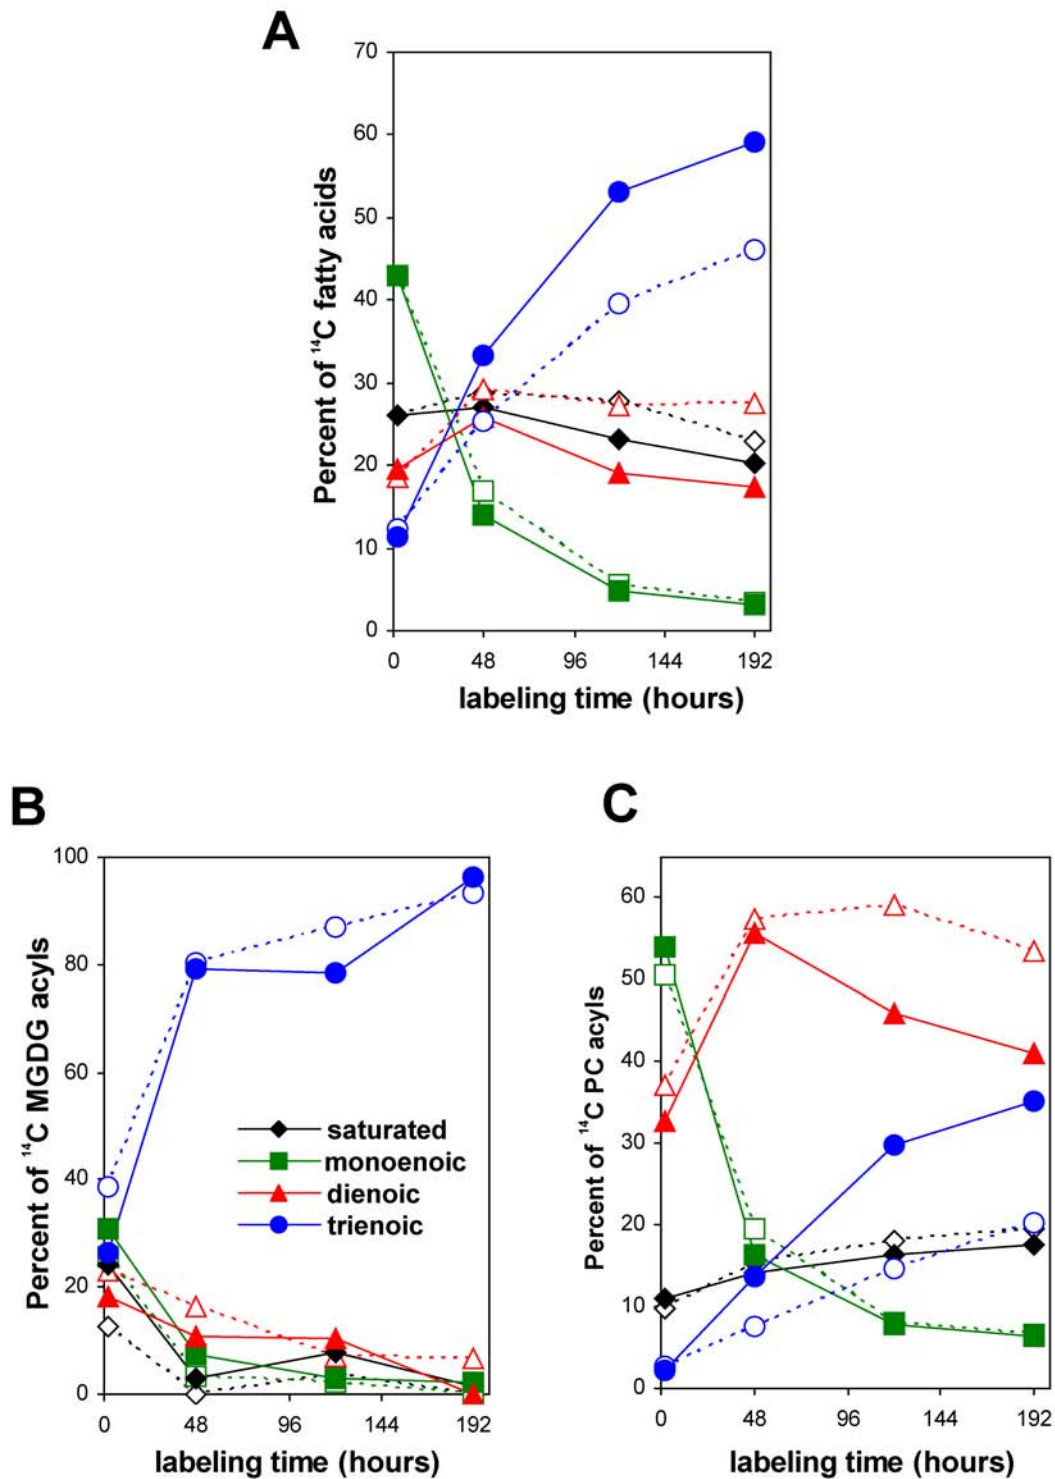 A
70
60
50
40
30
20
10
0
Percent of ¹⁴C fatty acids
0 48 96 144 192
labeling time (hours)
B
100
80
60
40
20
0
Percent of ¹⁴C MGDG acyls
saturated
monoenoic
dienoic
trienoic
0 48 96 144 192
labeling time (hours)
C
60
50
40
30
20
10
0
Percent of ¹⁴C PC acyls
0 48 96 144 192
labeling time (hours)